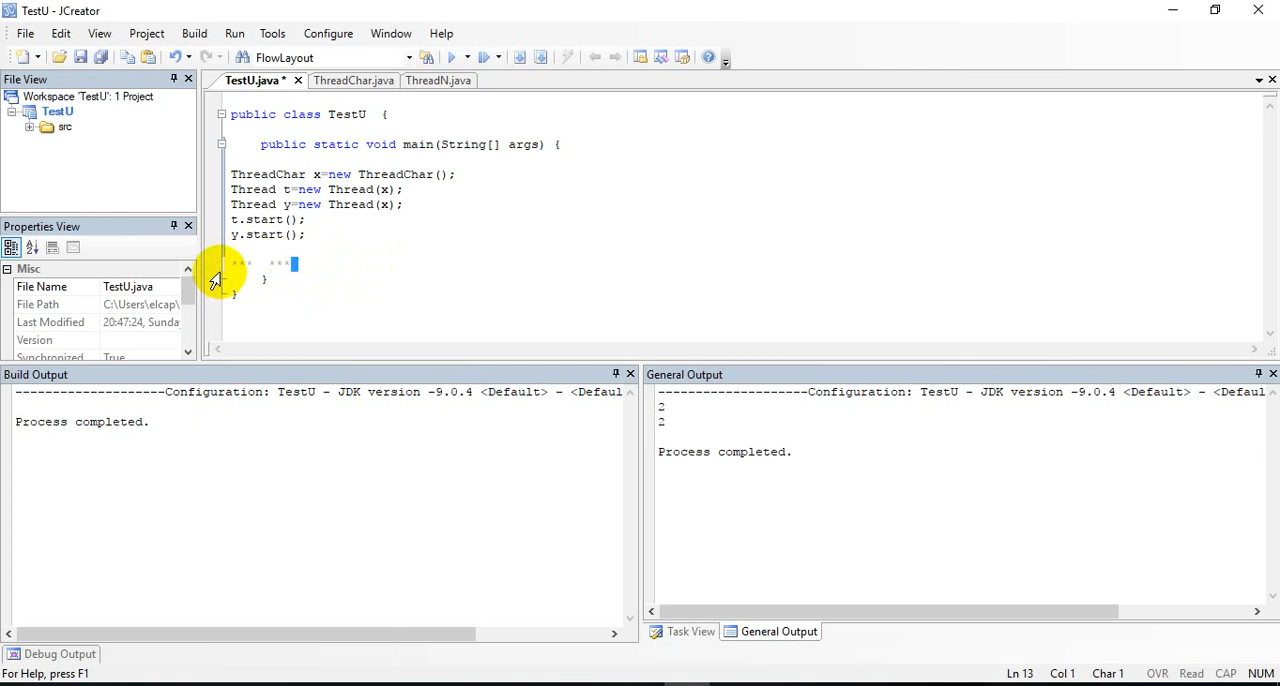 TestU - JCreator
File Edit View Project Build Run Tools Configure Window Help
FlowLayout
File View
TestU.java * ThreadChar.java ThreadN.java
Workspace 'TestU': 1 Project
TestU
src
public class TestU {
public static void main(String[] args) {
ThreadChar x=new ThreadChar();
Thread t=new Thread(x);
Thread y=new Thread(x);
t.start();
y.start();
*** ***
}
}
Properties View
Misc
File Name TestU.java
File Path C:\Users\elcap\
Last Modified 20:47:24, Sunda
Version
Synchronized True
Build Output
--------------------Configuration: TestU - JDK version -9.0.4 <Default> - <Defaul
Process completed.
General Output
--------------------Configuration: TestU - JDK version -9.0.4 <Default> - <Defaul
2
2
Process completed.
Task View General Output
Debug Output
For Help, press F1
Ln 13 Col 1 Char 1 OVR Read CAP NUM